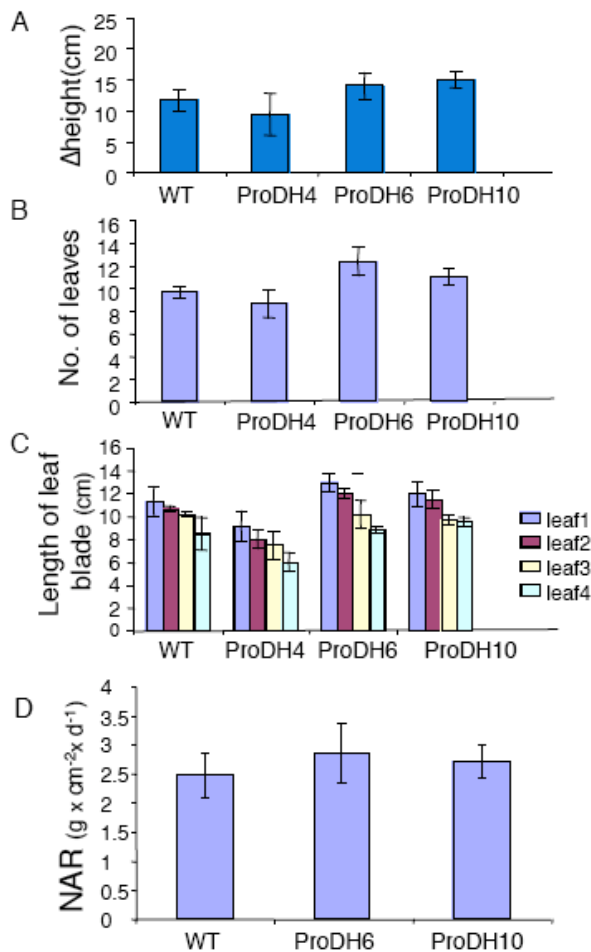 A
Δheight(cm)
25
20
15
10
5
0
WT ProDH4 ProDH6 ProDH10
B
No. of leaves
16
14
12
10
8
6
4
2
0
WT ProDH4 ProDH6 ProDH10
C
Length of leaf
blade (cm)
16
14
12
10
8
6
4
2
0
WT ProDH4 ProDH6 ProDH10
leaf1
leaf2
leaf3
leaf4
D
NAR (g x cm⁻²x d⁻¹)
4
3.5
3
2.5
2
1.5
1
0.5
0
WT ProDH6 ProDH10